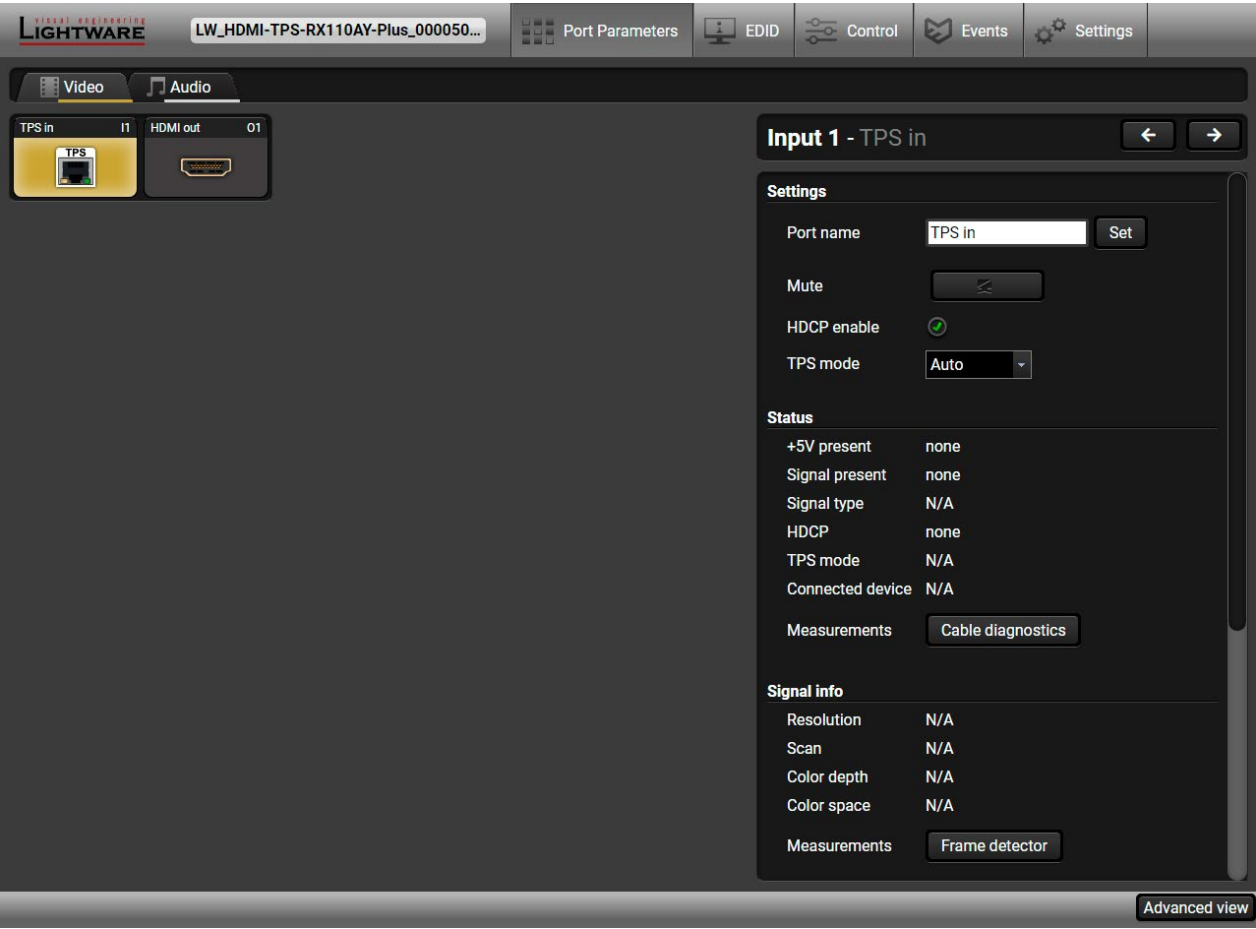 visual engineering
LIGHTWARE
LW_HDMI-TPS-RX110AY-Plus_000050...
Port Parameters
EDID
Control
Events
Settings
Video
Audio
TPS in I1
HDMI out O1
TPS
Input 1 - TPS in
Settings
Port name TPS in Set
Mute
HDCP enable
TPS mode Auto
Status
+5V present none
Signal present none
Signal type N/A
HDCP none
TPS mode N/A
Connected device N/A
Measurements Cable diagnostics
Signal info
Resolution N/A
Scan N/A
Color depth N/A
Color space N/A
Measurements Frame detector
Advanced view